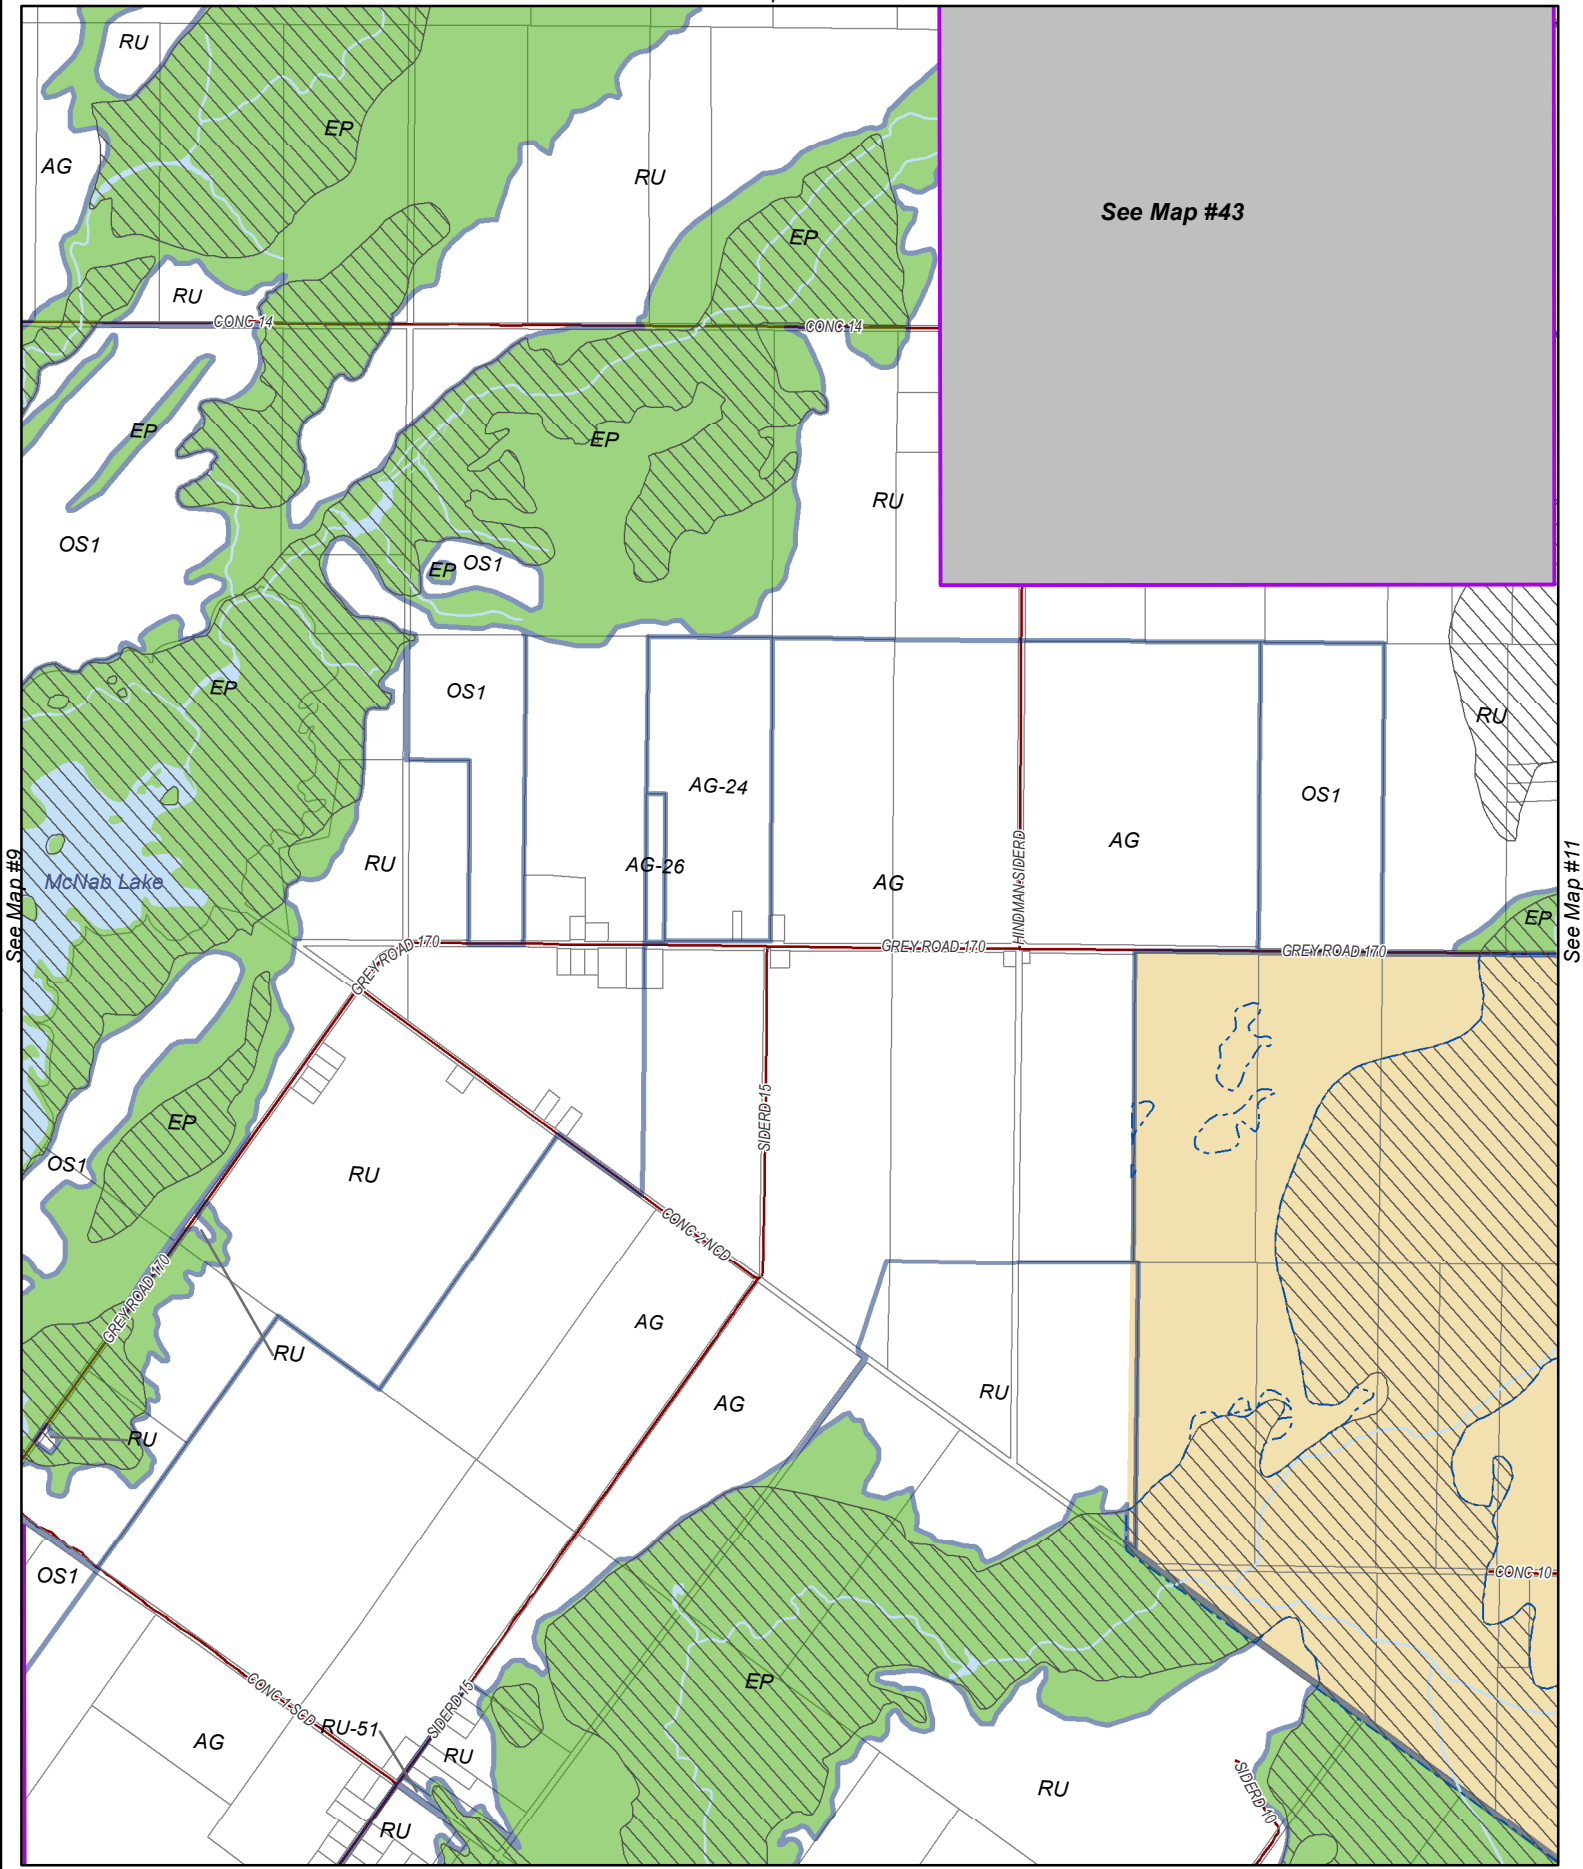 RU
EP
AG
RU
See Map #43
EP
RU
CONC 14
CONC 14
EP
EP
RU
OS1
EP
OS1
EP
OS1
RU
AG-24
OS1
AG
RU
AG-26
AG
McNab Lake
See Map #9
HINDMAN SIDERD
See Map #11
EP
GREY ROAD 170
GREY ROAD 170
GREY ROAD 170
SIDERD 15
EP
OS1
RU
CONC 2 NCD
GREY ROAD 170
AG
RU
RU
AG
RU
OS1
CONC 10
EP
CONC 1 SCD
SIDERD 15
RU-51
AG
RU
RU
SIDERD 10
RU